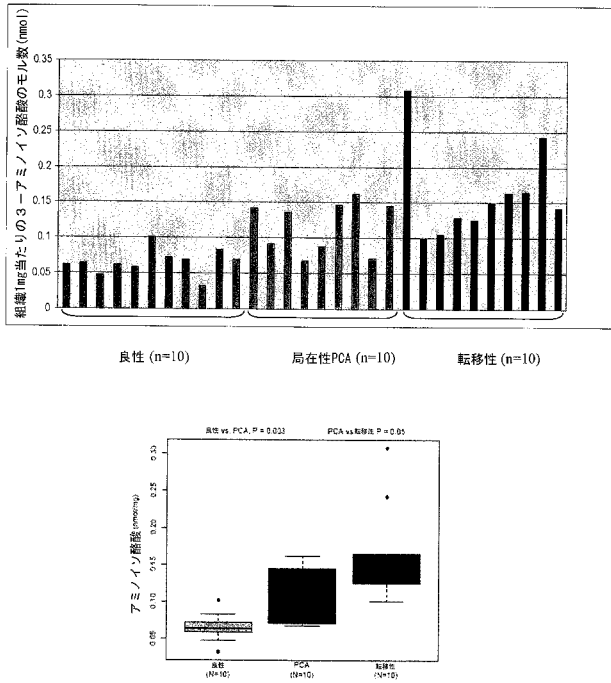 組織1mg当たりの3-アミノイソ酪酸のモル数(nmol)
0.35
0.3
0.25
0.2
0.15
0.1
0.05
0
良性 (n=10)
局在性PCA (n=10)
転移性 (n=10)
良性 vs. PCA, P = 0.003
PCA vs 転移性 P = 0.05
アミノイソ酪酸(nmol/mg)
0.30
0.25
0.20
0.15
0.10
0.05
良性
(N=10)
PCA
(N=10)
転移性
(N=10)